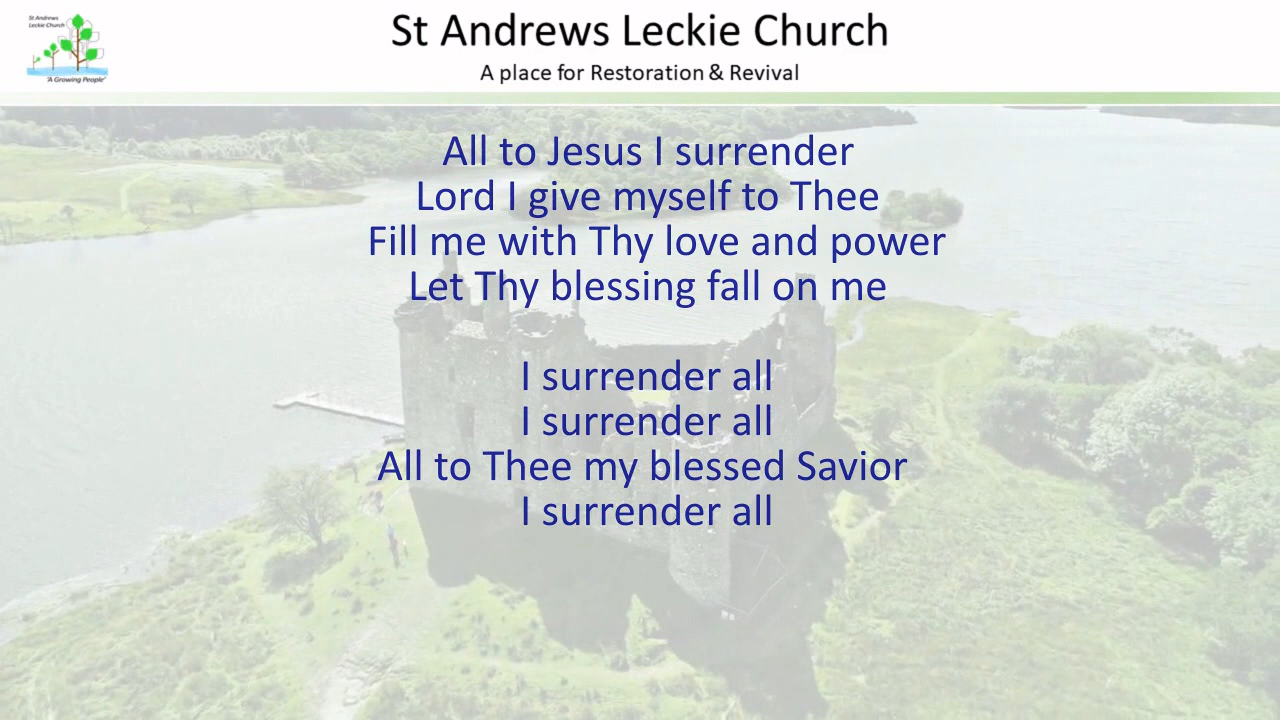 St Andrews
Leckie Church
'A Growing People'
St Andrews Leckie Church
A place for Restoration & Revival
All to Jesus I surrender
Lord I give myself to Thee
Fill me with Thy love and power
Let Thy blessing fall on me
I surrender all
I surrender all
All to Thee my blessed Savior
I surrender all